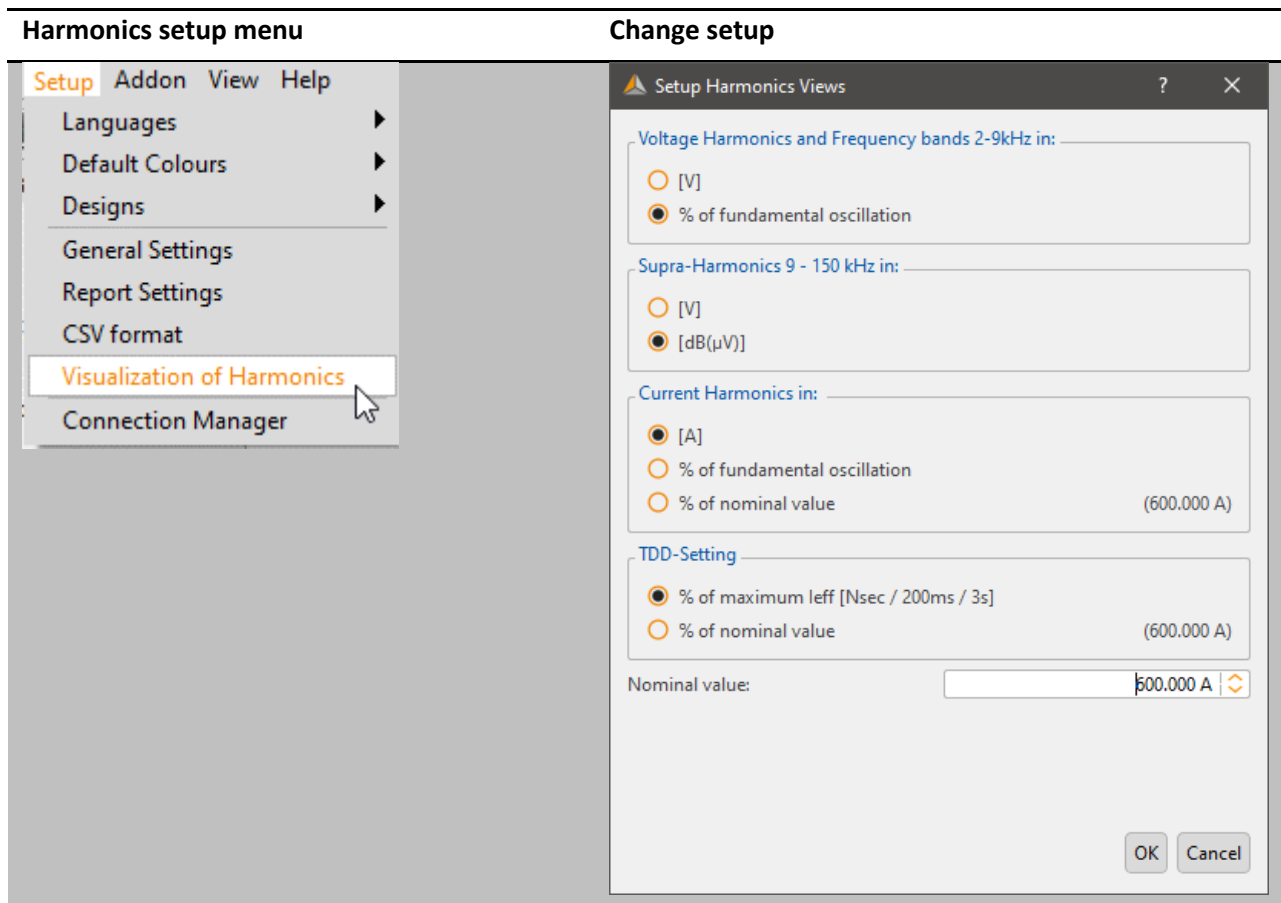 Harmonics setup menu
Change setup
Setup Addon View Help
Languages
Default Colours
Designs
General Settings
Report Settings
CSV format
Visualization of Harmonics
Connection Manager
Setup Harmonics Views ? ×
Voltage Harmonics and Frequency bands 2-9kHz in:
[V]
% of fundamental oscillation
Supra-Harmonics 9 - 150 kHz in:
[V]
[dB(µV)]
Current Harmonics in:
[A]
% of fundamental oscillation
% of nominal value (600.000 A)
TDD-Setting
% of maximum Ieff [Nsec / 200ms / 3s]
% of nominal value (600.000 A)
Nominal value: 600.000 A
OK Cancel